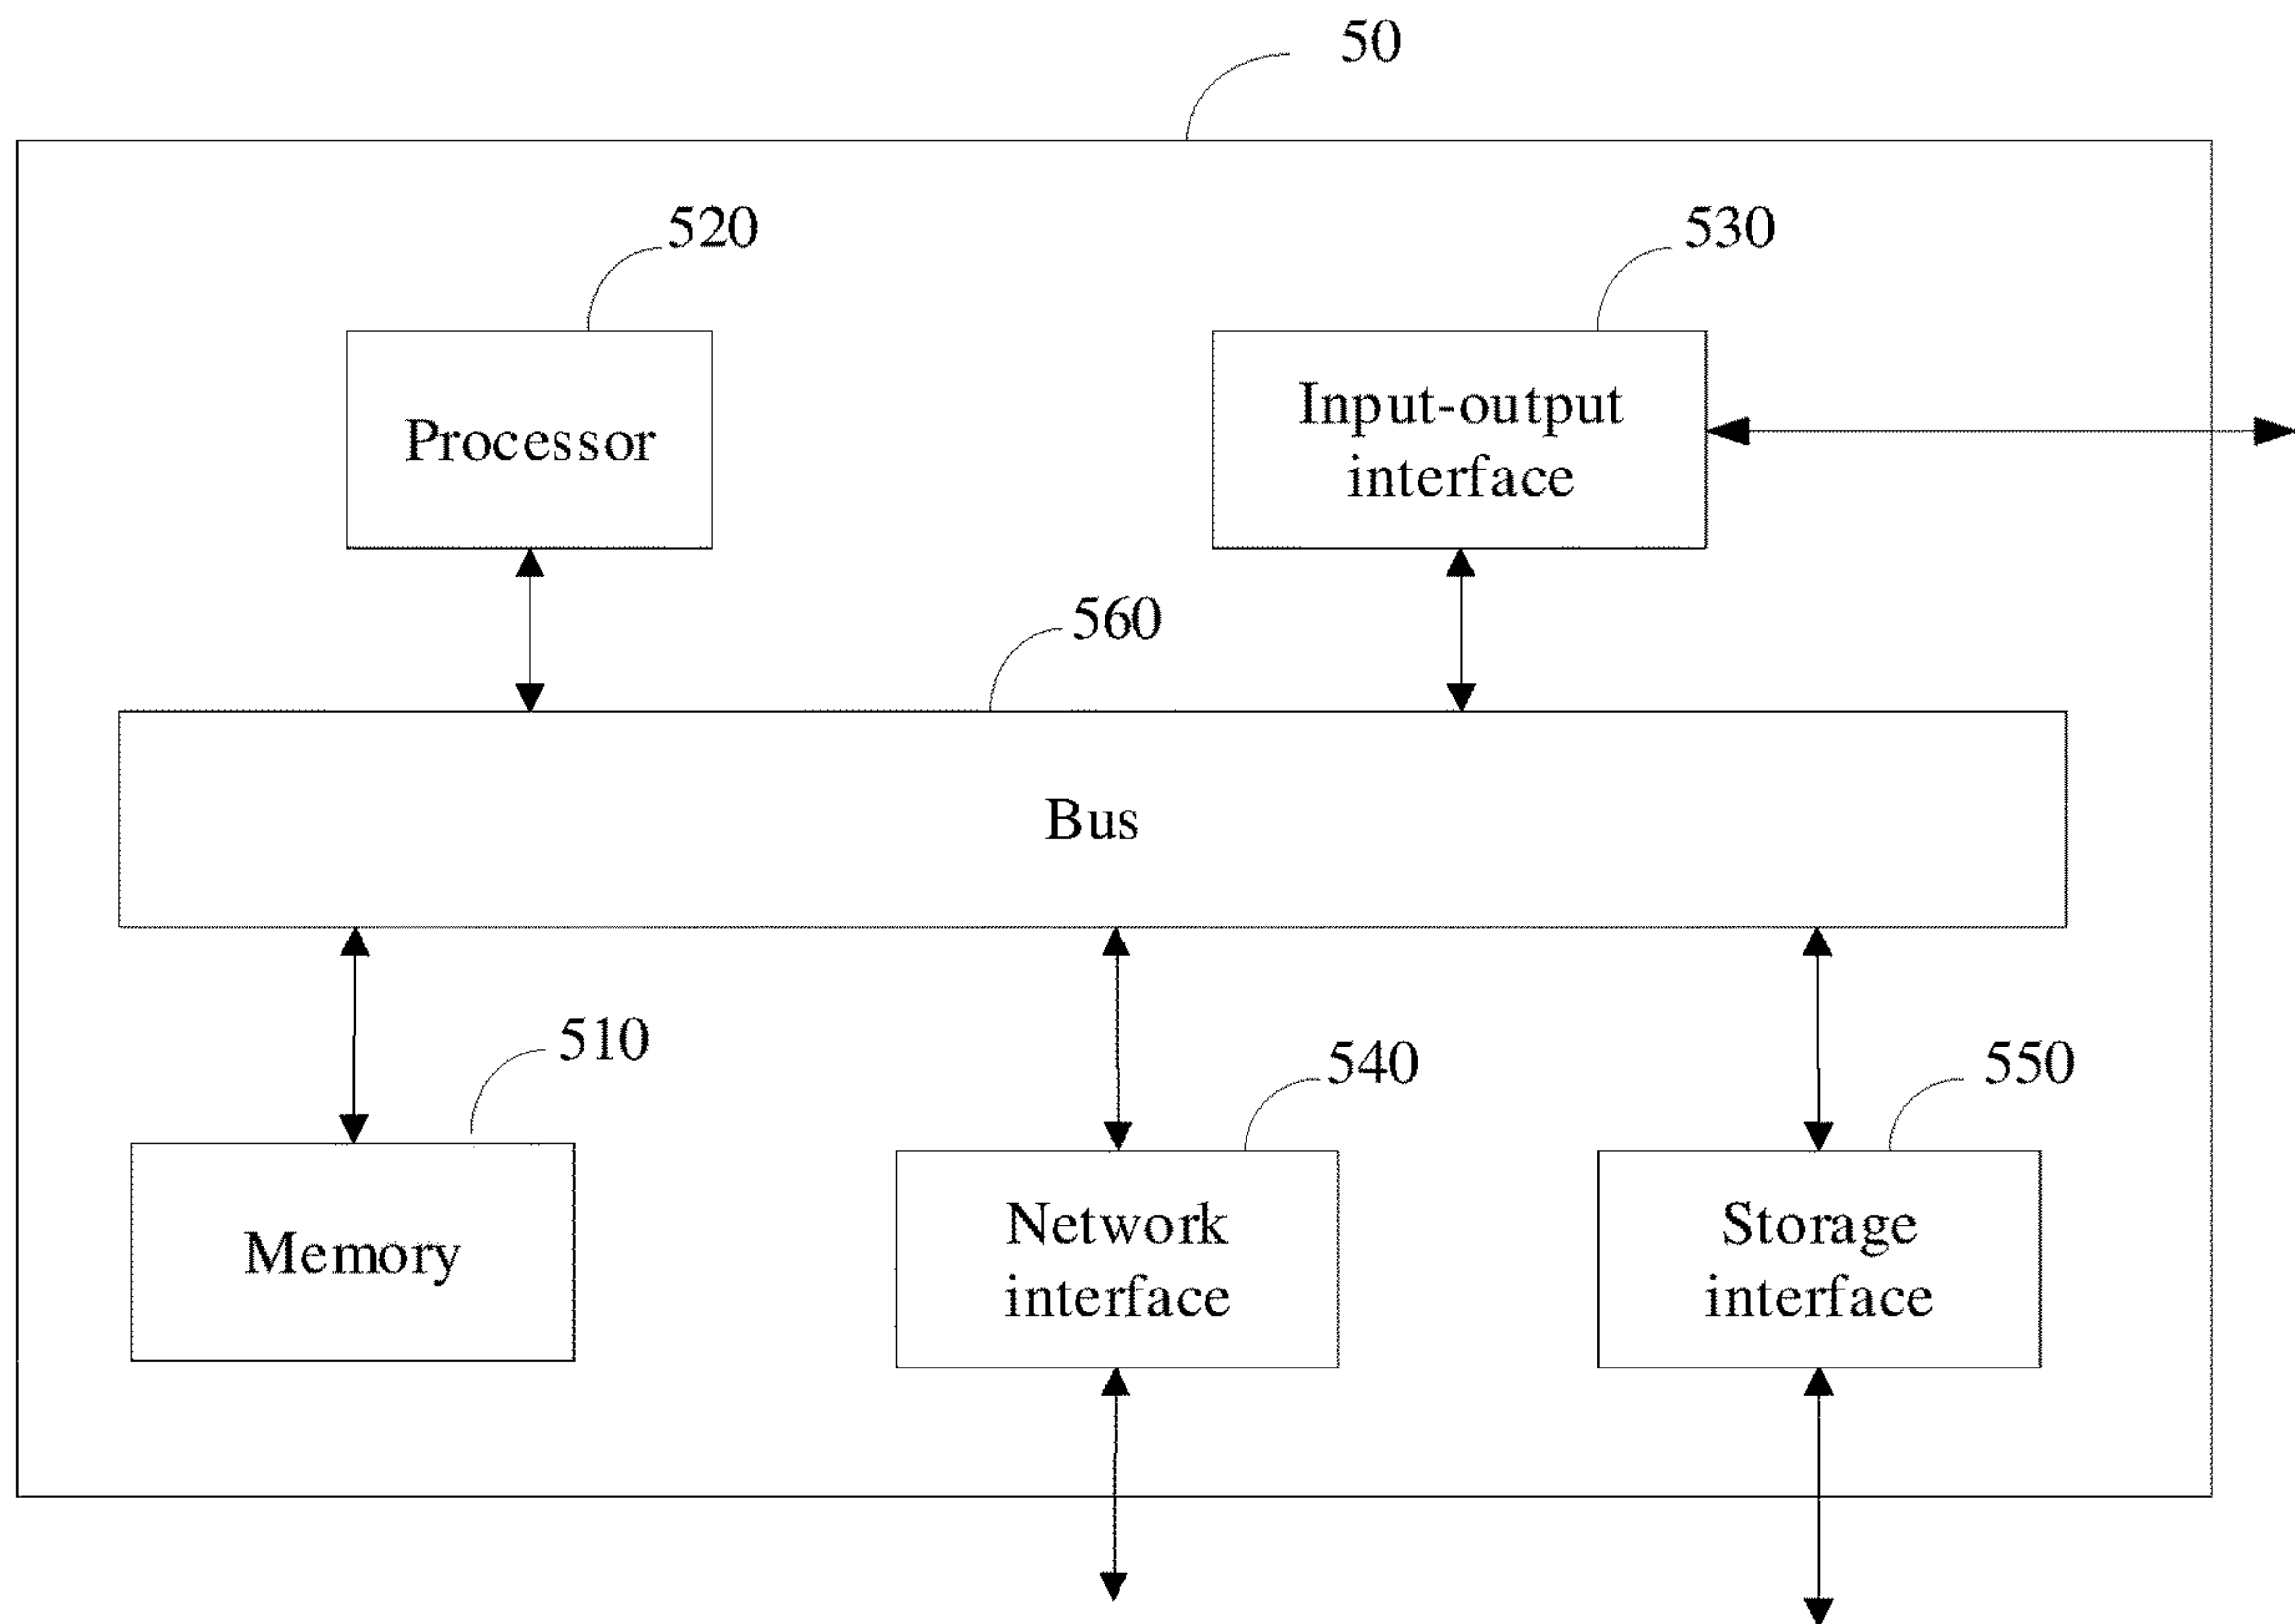 50
520
530
Processor
Input-output
interface
560
Bus
510
540
550
Memory
Network
interface
Storage
interface